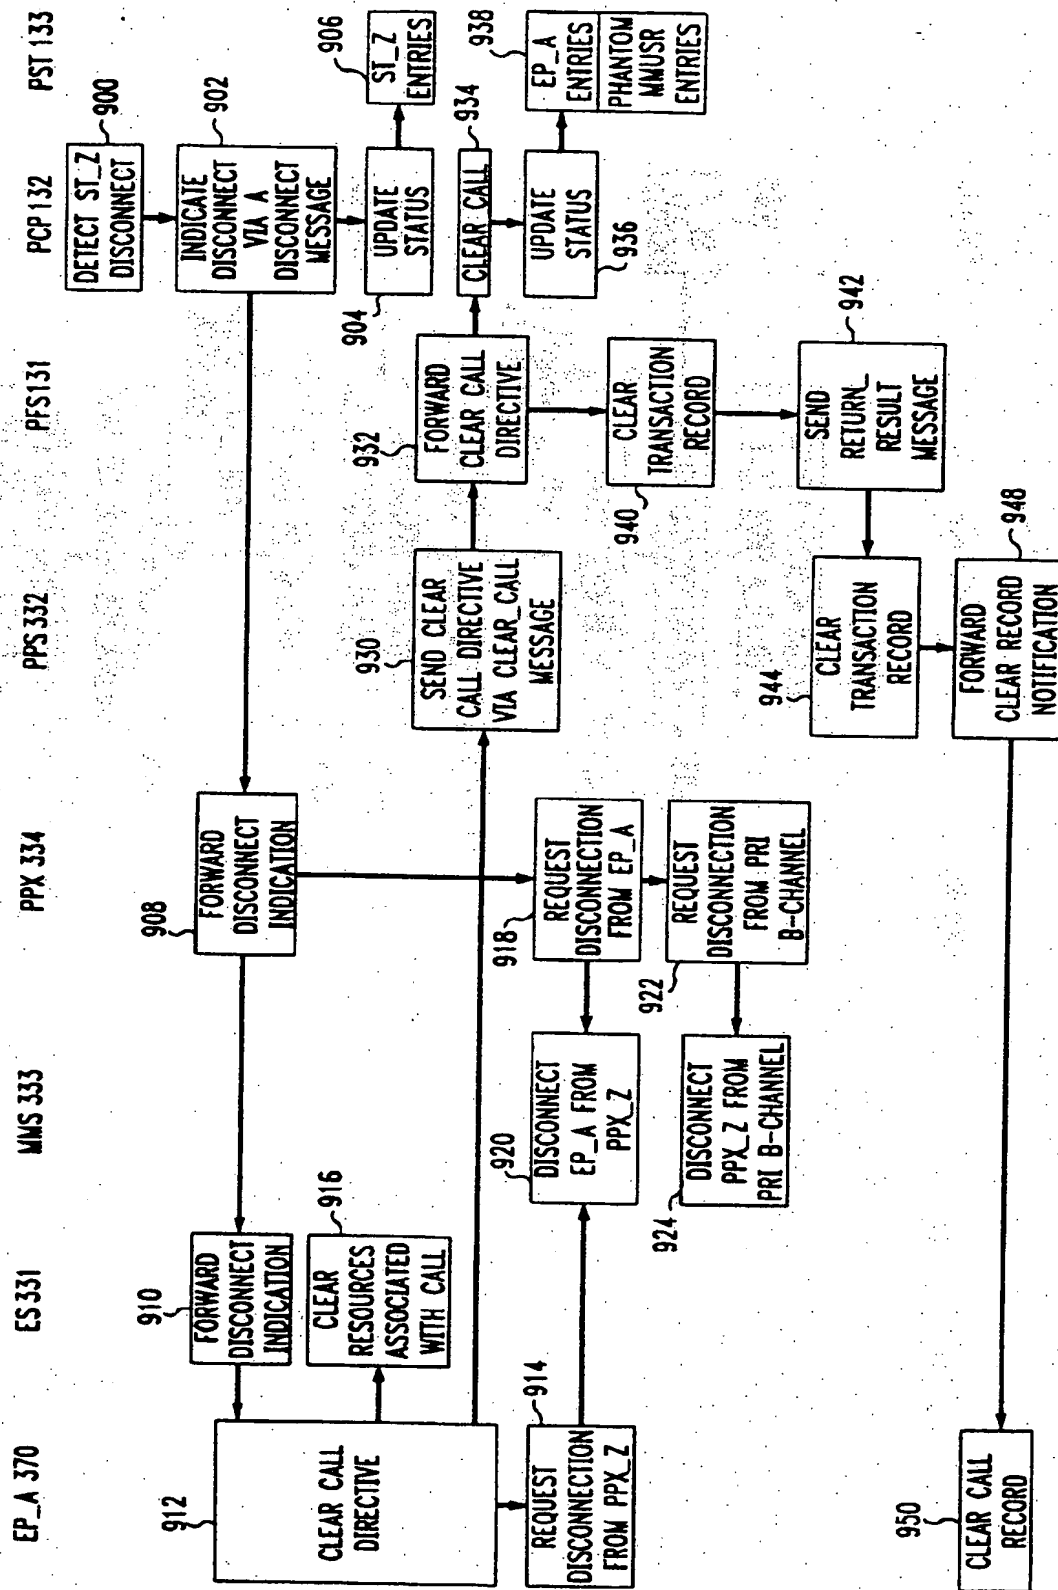 EP_A 370
ES 331
MMS 333
PPX 334
PPS 332
PFS 131
PCP 132
PST 133
DETECT ST_Z
DISCONNECT
900
INDICATE
DISCONNECT
VIA A
DISCONNECT
MESSAGE
902
UPDATE
STATUS
904
ST_Z
ENTRIES
906
FORWARD
DISCONNECT
INDICATION
908
FORWARD
DISCONNECT
INDICATION
910
CLEAR CALL
DIRECTIVE
912
CLEAR
RESOURCES
ASSOCIATED
WITH CALL
916
REQUEST
DISCONNECTION
FROM PPX_Z
914
REQUEST
DISCONNECTION
FROM EP_A
918
DISCONNECT
EP_A FROM
PPX_Z
920
REQUEST
DISCONNECTION
FROM PRI
B-CHANNEL
922
DISCONNECT
PPX_Z FROM
PRI B-CHANNEL
924
SEND CLEAR
CALL DIRECTIVE
VIA CLEAR_CALL
MESSAGE
930
FORWARD
CLEAR CALL
DIRECTIVE
932
CLEAR CALL
934
UPDATE
STATUS
936
EP_A
ENTRIES
PHANTOM
MMUSR
ENTRIES
938
CLEAR
TRANSACTION
RECORD
940
SEND
RETURN_
RESULT
MESSAGE
942
CLEAR
TRANSACTION
RECORD
944
FORWARD
CLEAR RECORD
NOTIFICATION
948
CLEAR CALL
RECORD
950